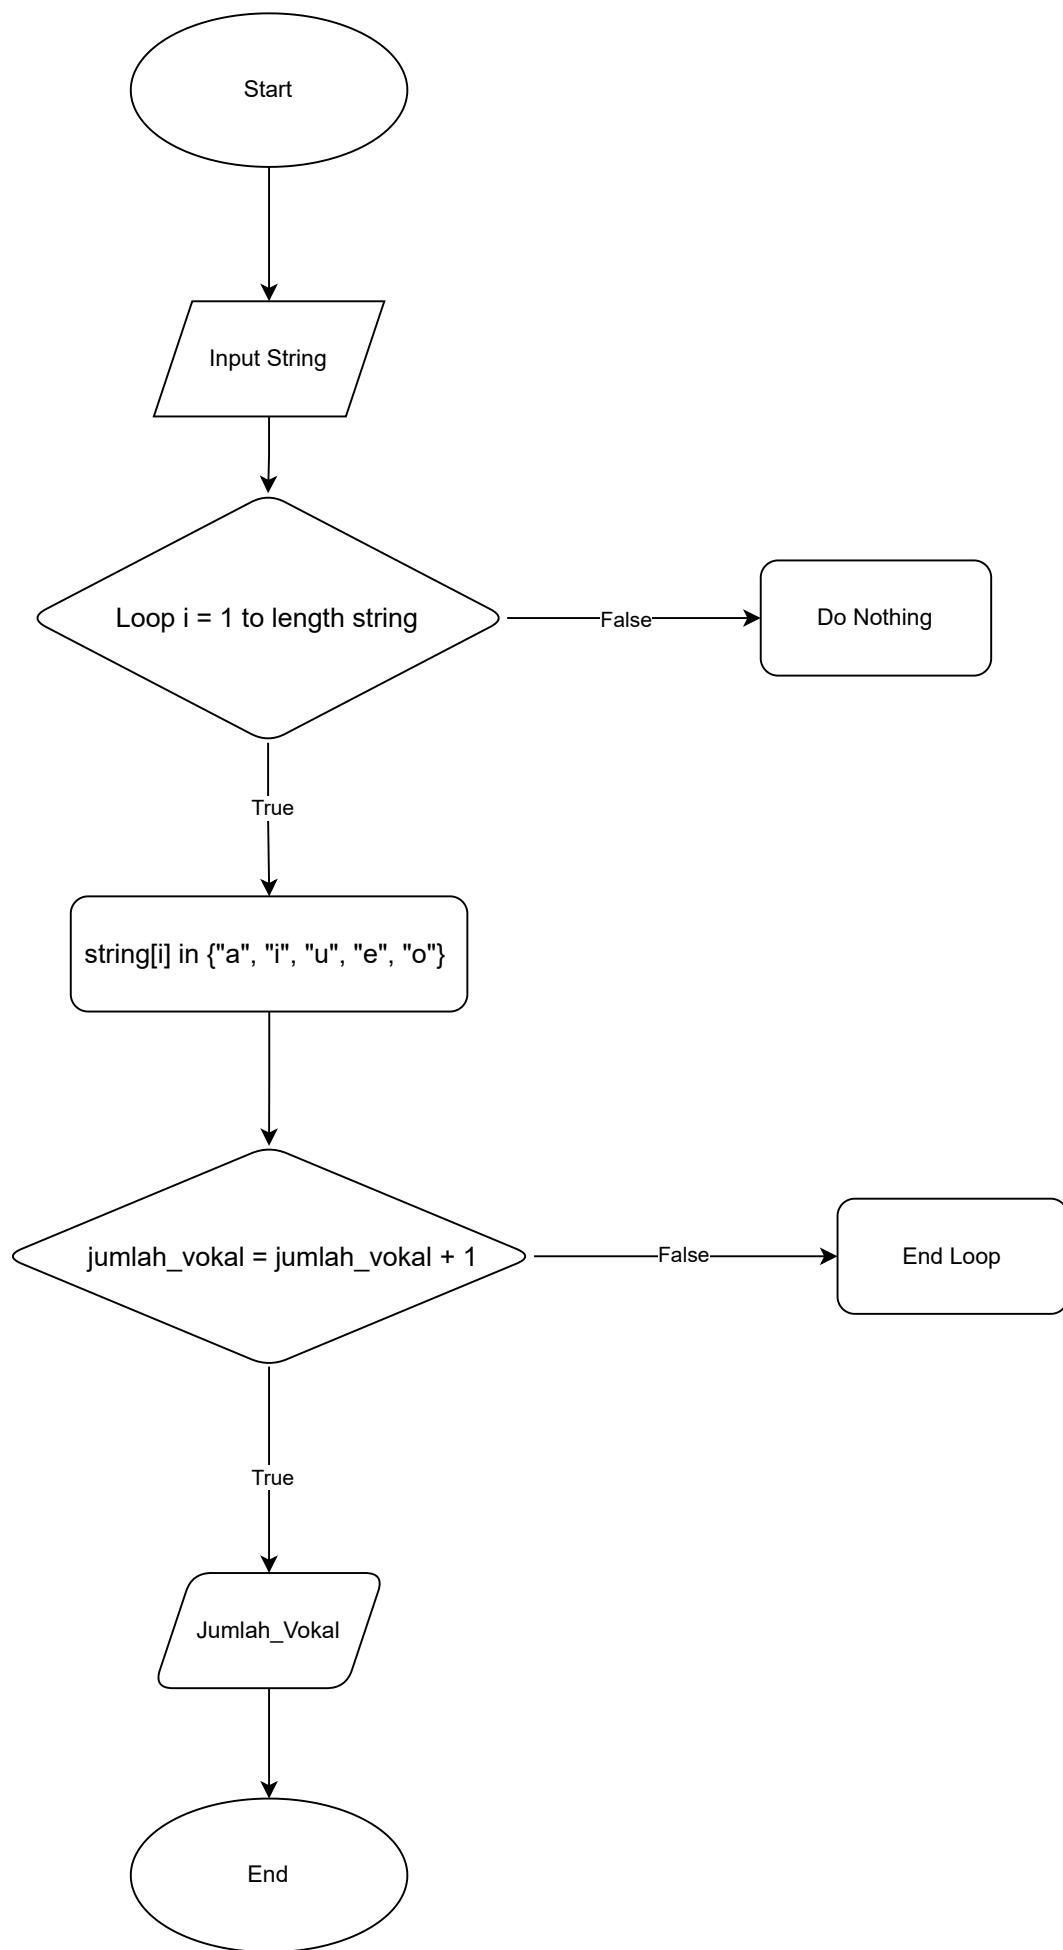 Start
Input String
Loop i = 1 to length string
False
Do Nothing
True
string[i] in {"a", "i", "u", "e", "o"}
jumlah_vokal = jumlah_vokal + 1
False
End Loop
True
Jumlah_Vokal
End